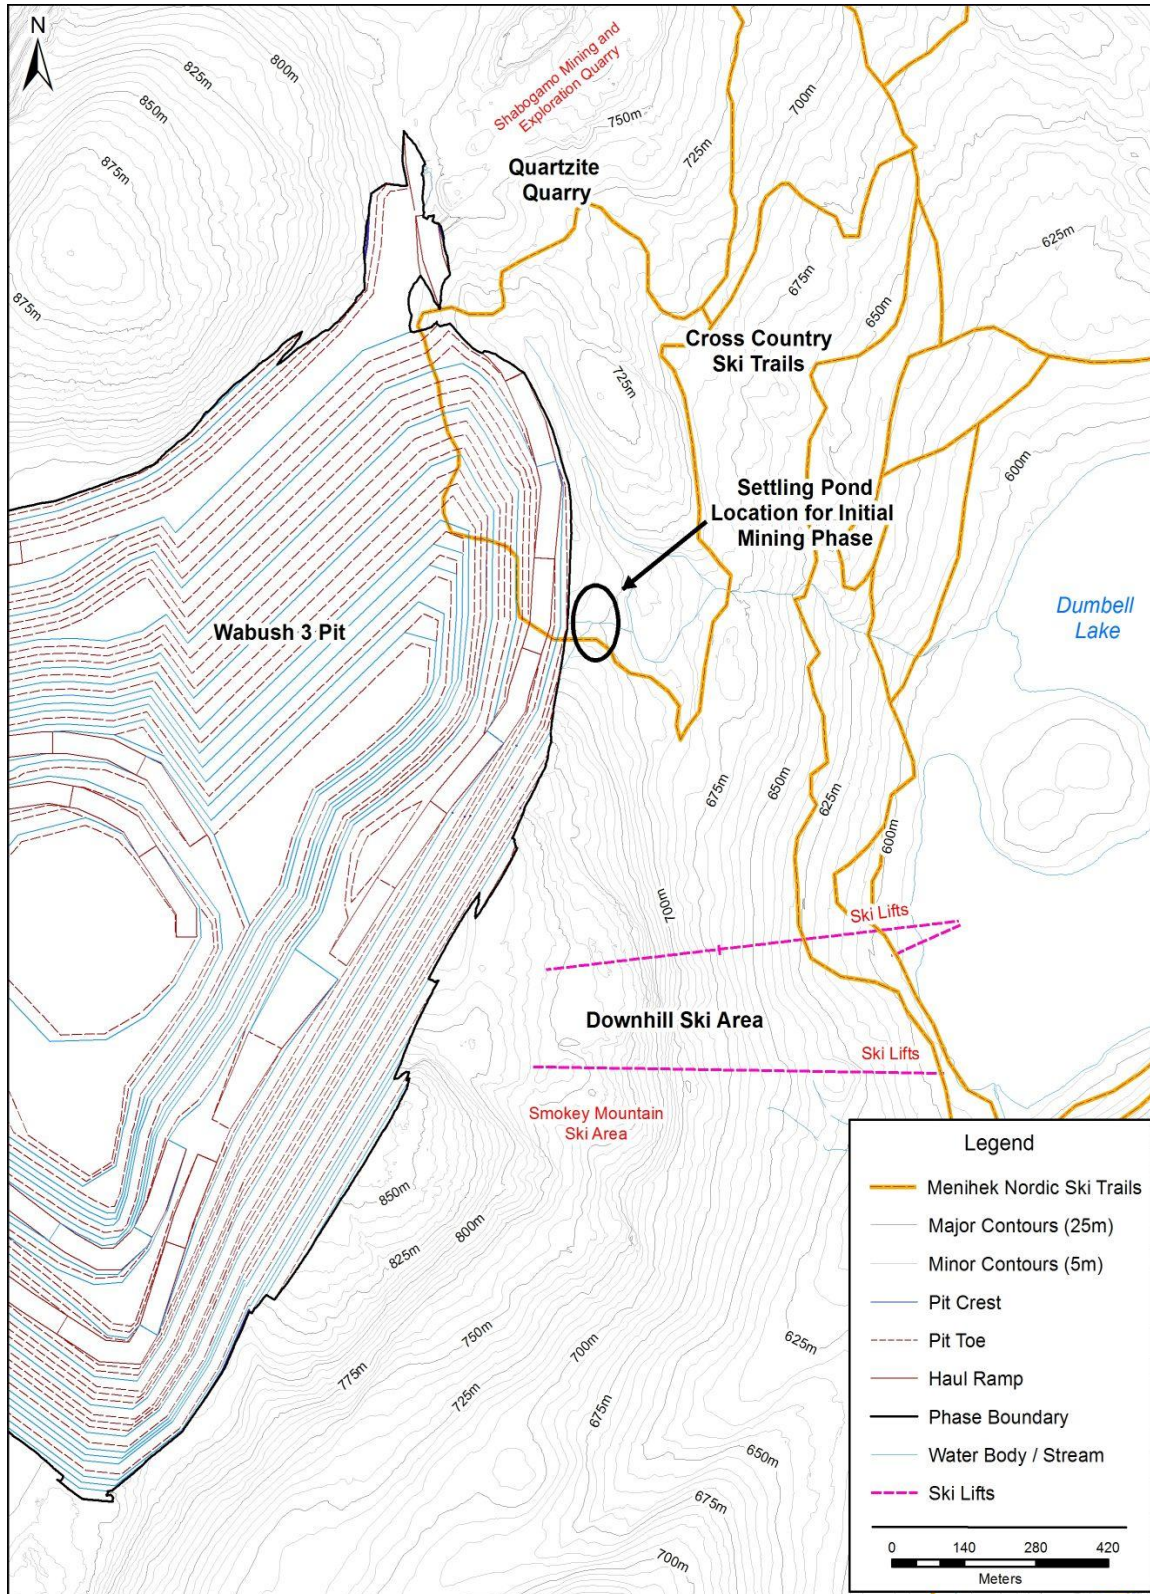 N
825m
800m
850m
875m
875m
Shabogamo Mining and
Exploration Quarry
750m
700m
725m
Quartzite
Quarry
625m
675m
650m
Cross Country
Ski Trails
725m
600m
Settling Pond
Location for Initial
Mining Phase
Wabush 3 Pit
Dumbell
Lake
675m
650m
625m
600m
700m
Ski Lifts
Downhill Ski Area
Ski Lifts
Smokey Mountain
Ski Area
850m
800m
825m
750m
700m
775m
725m
675m
625m
650m
675m
700m
Legend
Menihek Nordic Ski Trails
Major Contours (25m)
Minor Contours (5m)
Pit Crest
Pit Toe
Haul Ramp
Phase Boundary
Water Body / Stream
Ski Lifts
0 140 280 420
Meters